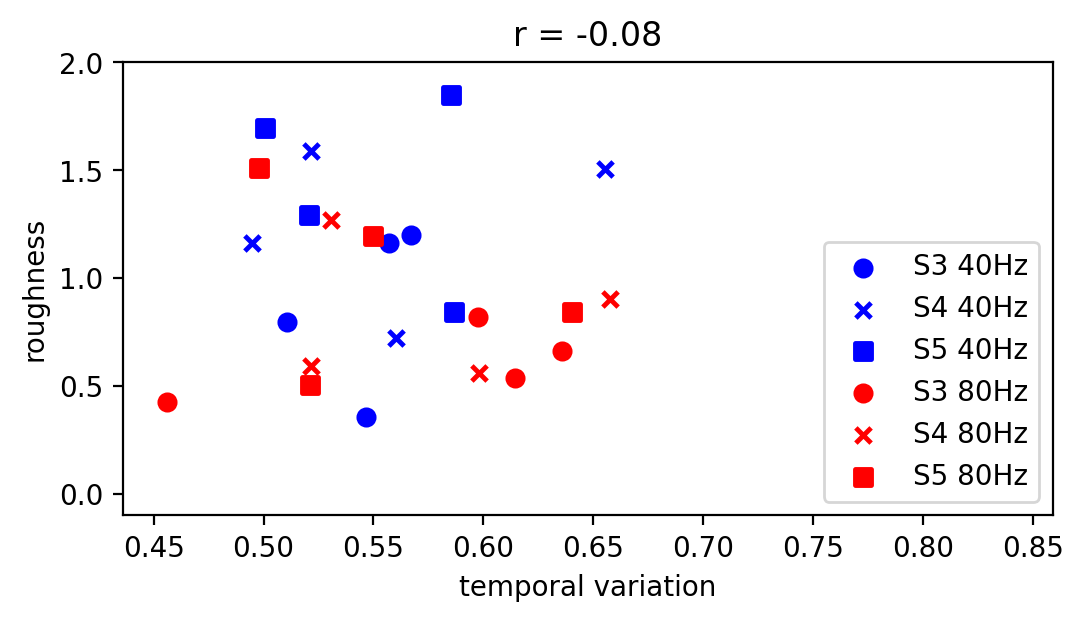 r = -0.08
roughness
2.0
1.5
1.0
0.5
0.0
S3 40Hz
S4 40Hz
S5 40Hz
S3 80Hz
S4 80Hz
S5 80Hz
0.45 0.50 0.55 0.60 0.65 0.70 0.75 0.80 0.85
temporal variation